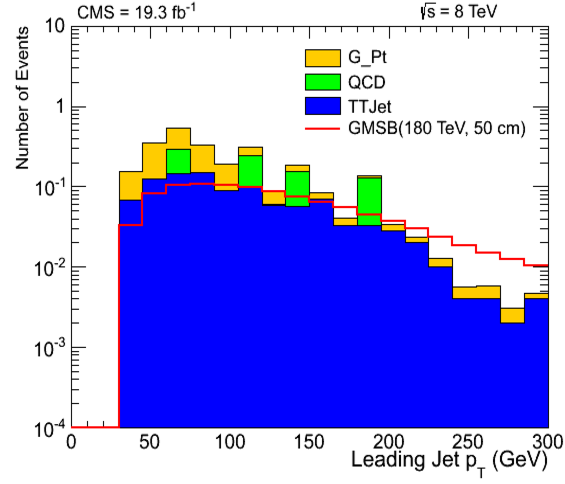 CMS = 19.3 fb⁻¹ √s = 8 TeV
Number of Events
G_Pt
QCD
TTJet
GMSB(180 TeV, 50 cm)
10
1
10⁻¹
10⁻²
10⁻³
10⁻⁴
0 50 100 150 200 250 300
Leading Jet p_T (GeV)